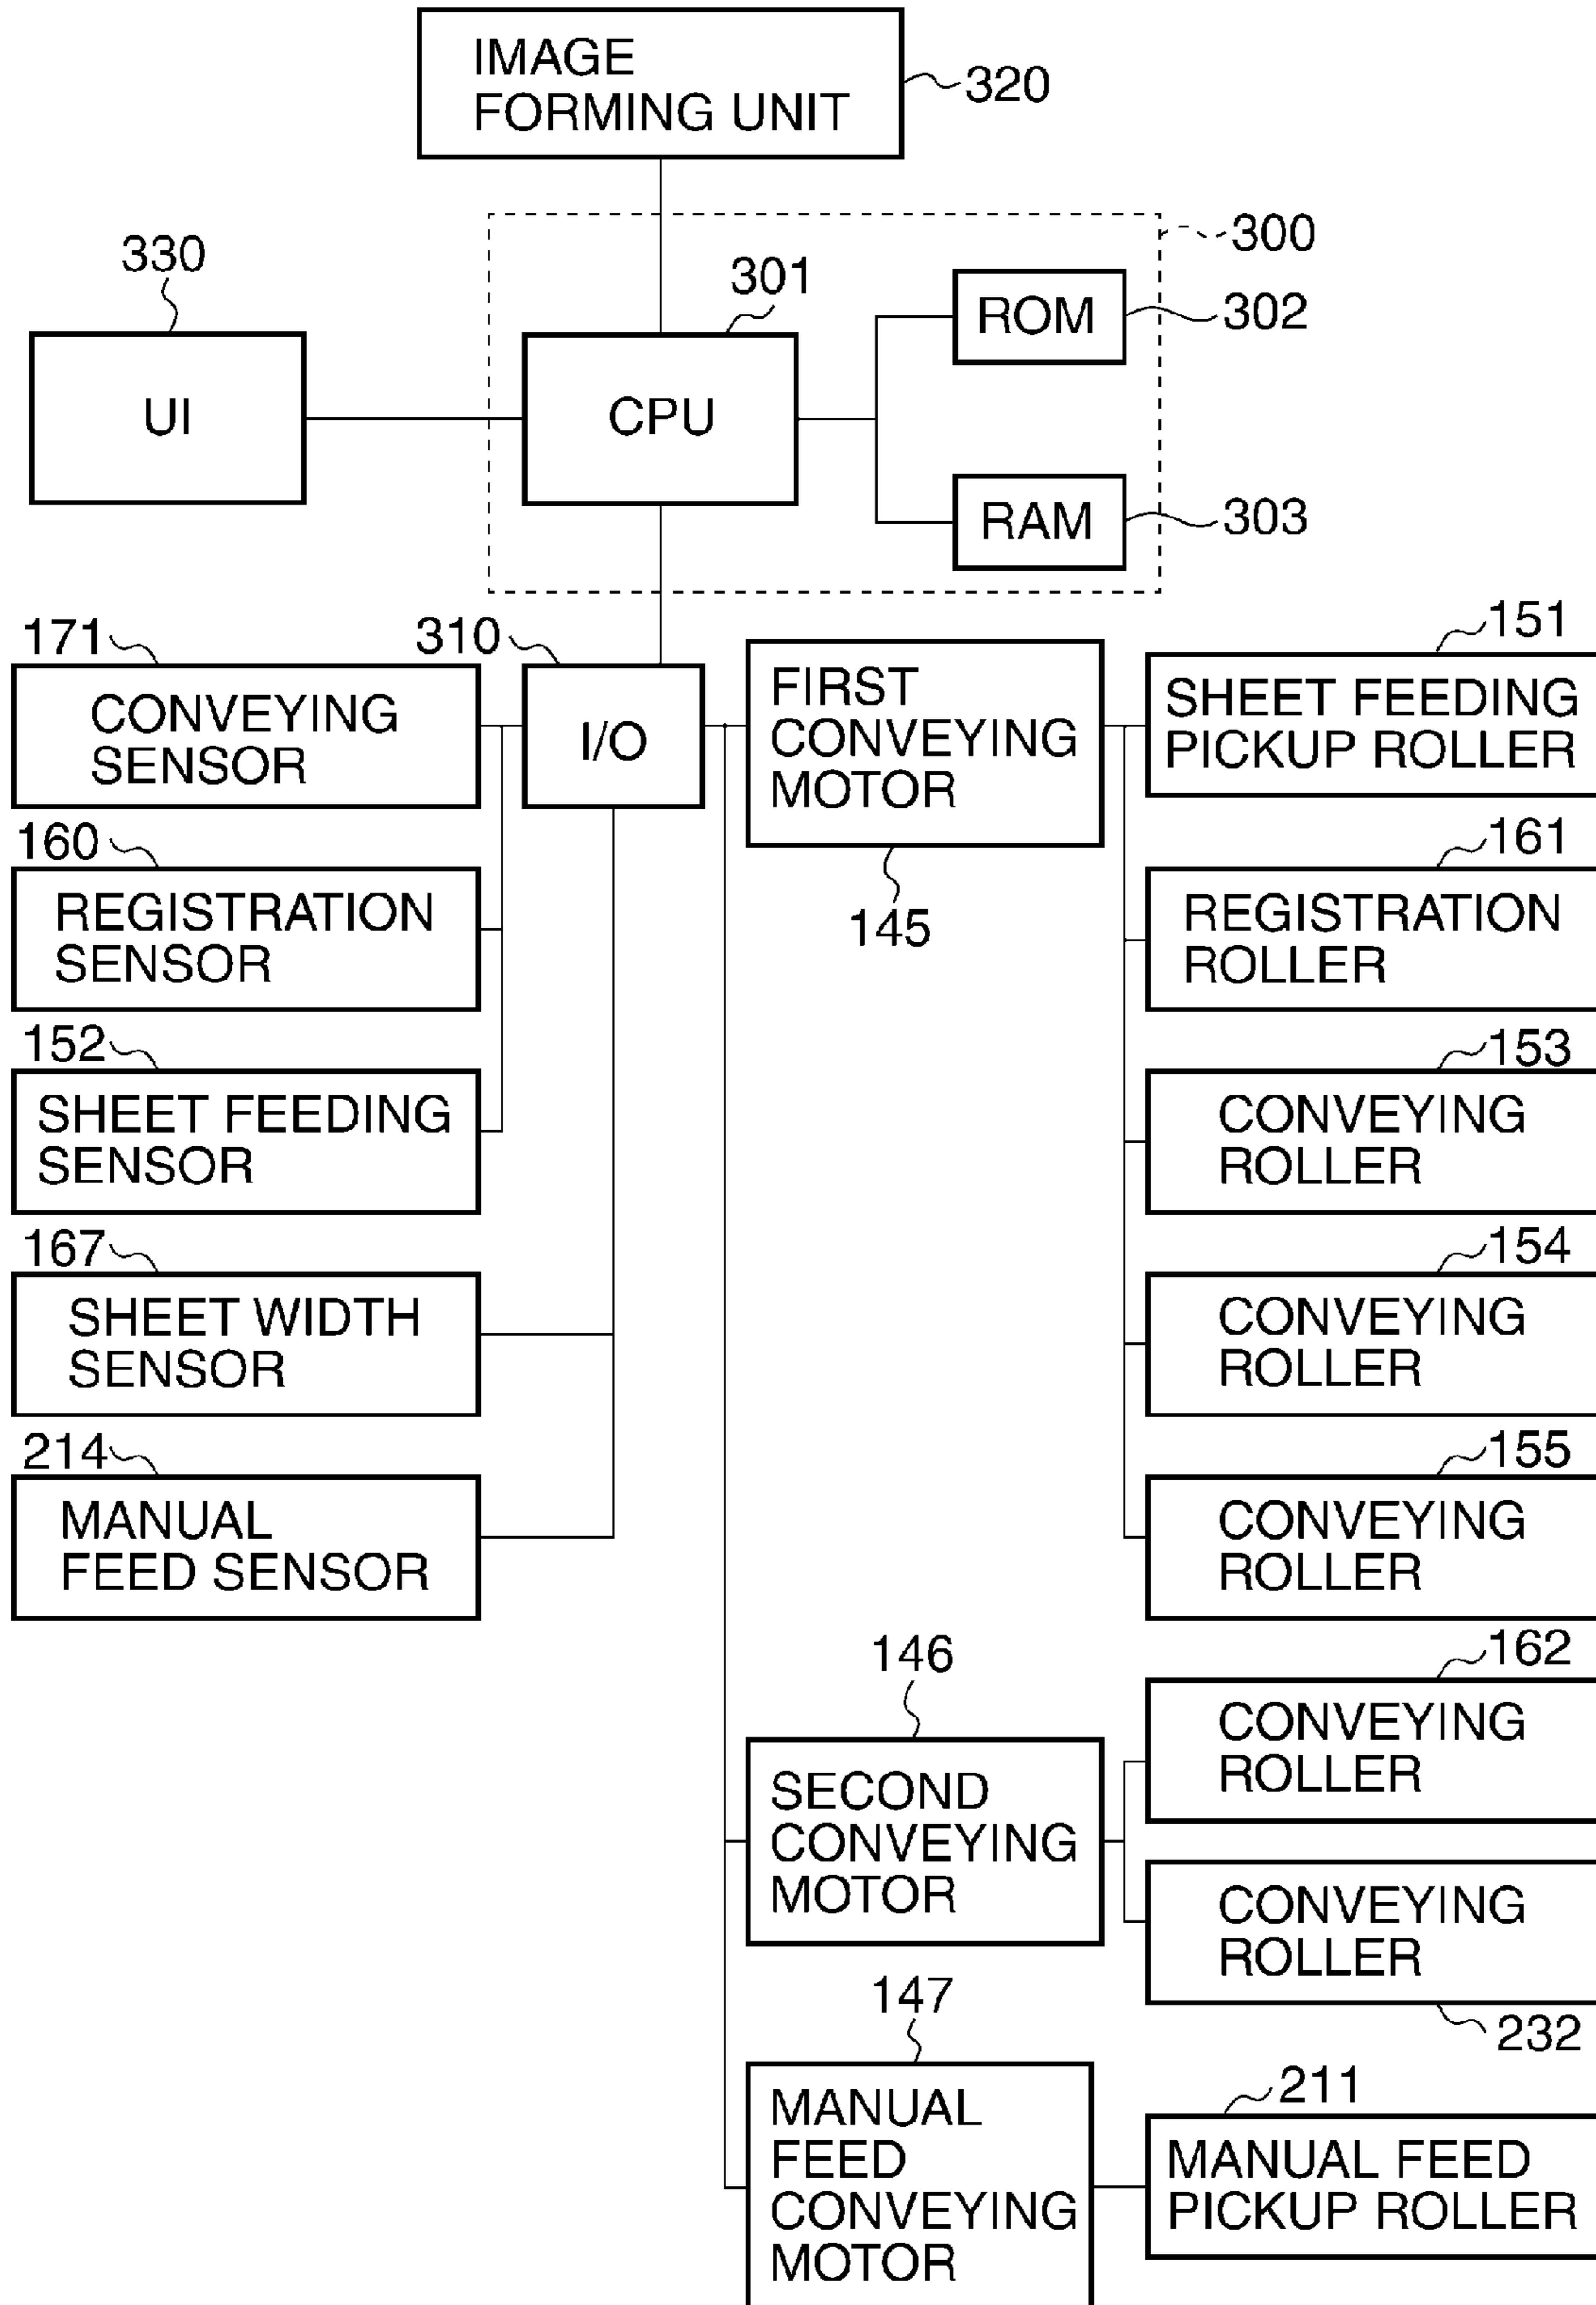 IMAGE
FORMING UNIT
320
300
330
301
ROM
302
UI
CPU
RAM
303
171
310
151
CONVEYING
SENSOR
I/O
FIRST
CONVEYING
MOTOR
SHEET FEEDING
PICKUP ROLLER
160
161
REGISTRATION
SENSOR
145
REGISTRATION
ROLLER
152
153
SHEET FEEDING
SENSOR
CONVEYING
ROLLER
167
154
SHEET WIDTH
SENSOR
CONVEYING
ROLLER
214
155
MANUAL
FEED SENSOR
CONVEYING
ROLLER
146
162
CONVEYING
ROLLER
SECOND
CONVEYING
MOTOR
CONVEYING
ROLLER
147
232
211
MANUAL
FEED
CONVEYING
MOTOR
MANUAL FEED
PICKUP ROLLER